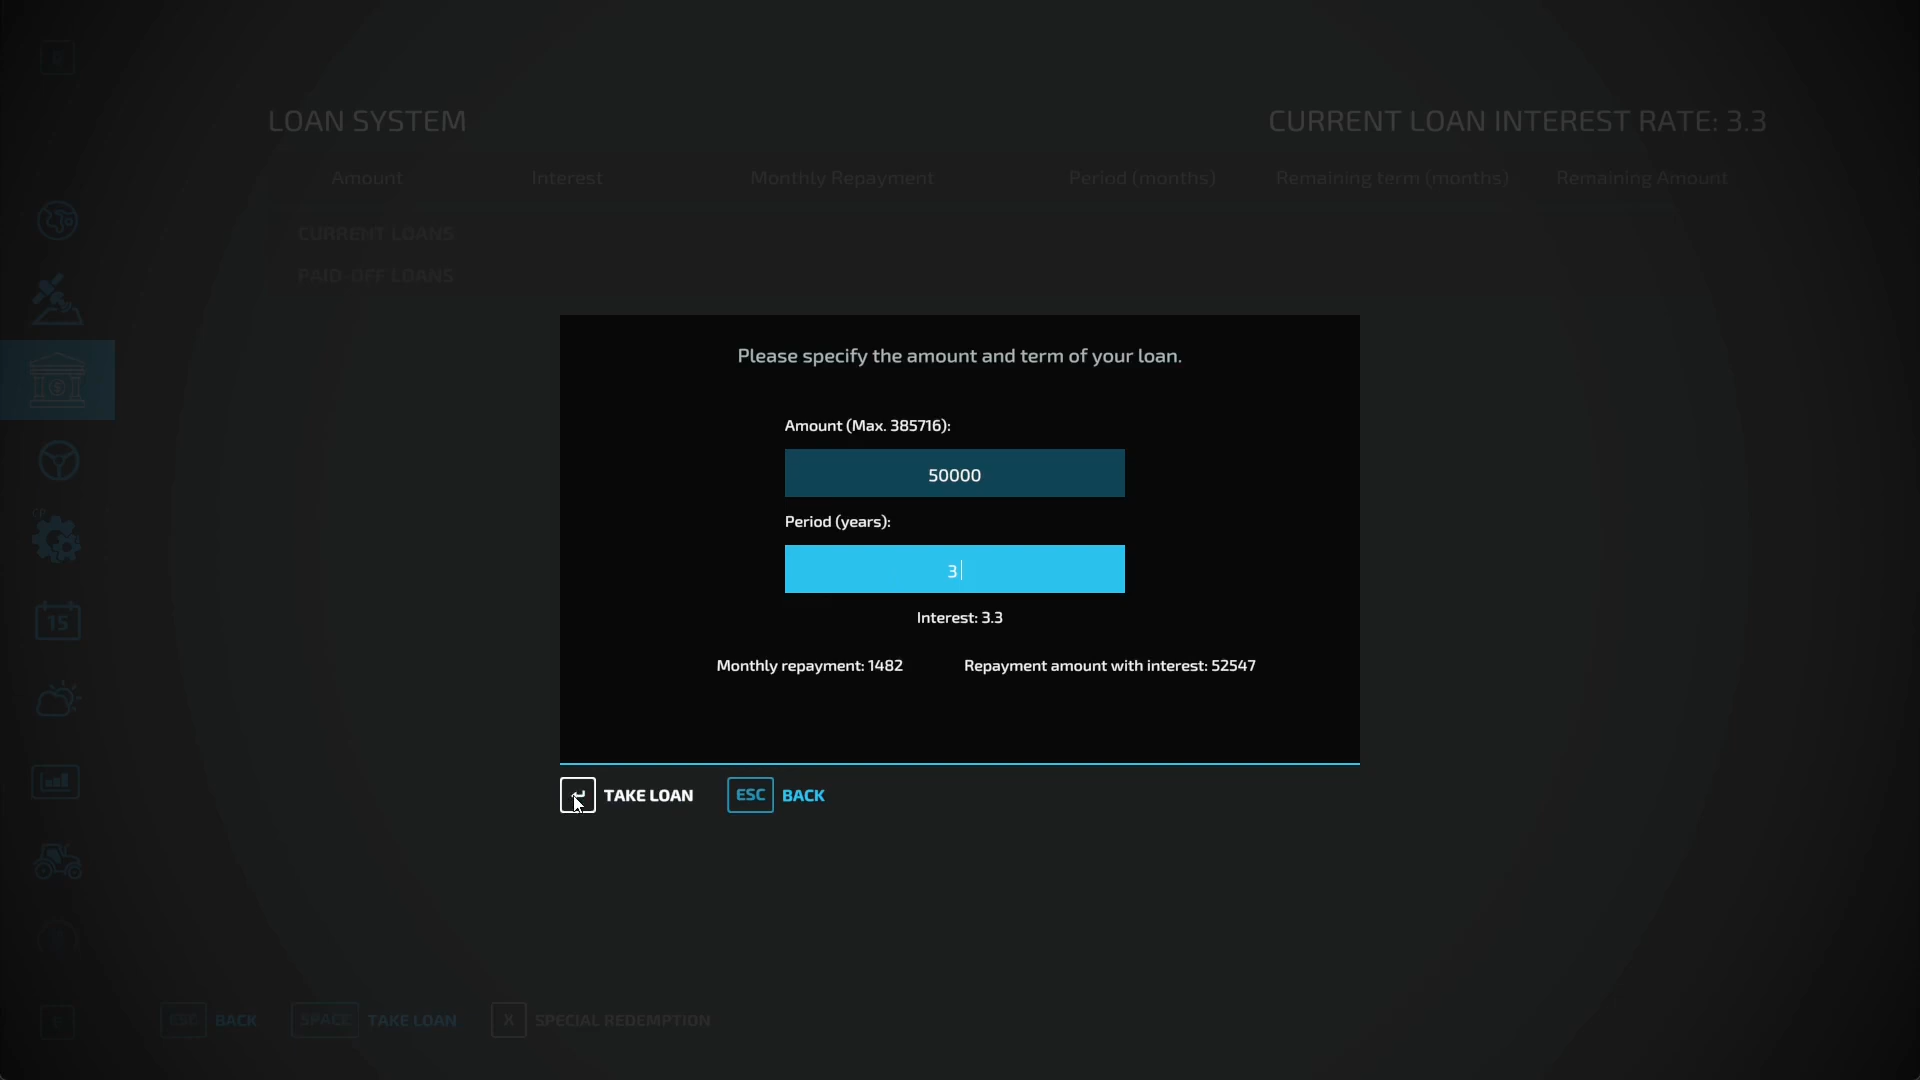 LOAN SYSTEM
CURRENT LOAN INTEREST RATE: 3.3
Amount Interest Monthly Repayment Period (months) Remaining term (months) Remaining Amount
CURRENT LOANS
PAID-OFF LOANS
Please specify the amount and term of your loan.
Amount (Max. 385716):
50000
Period (years):
3
Interest: 3.3
Monthly repayment: 1482 Repayment amount with interest: 52547
TAKE LOAN ESC BACK
CP
15
ESC BACK SPACE TAKE LOAN X SPECIAL REDEMPTION